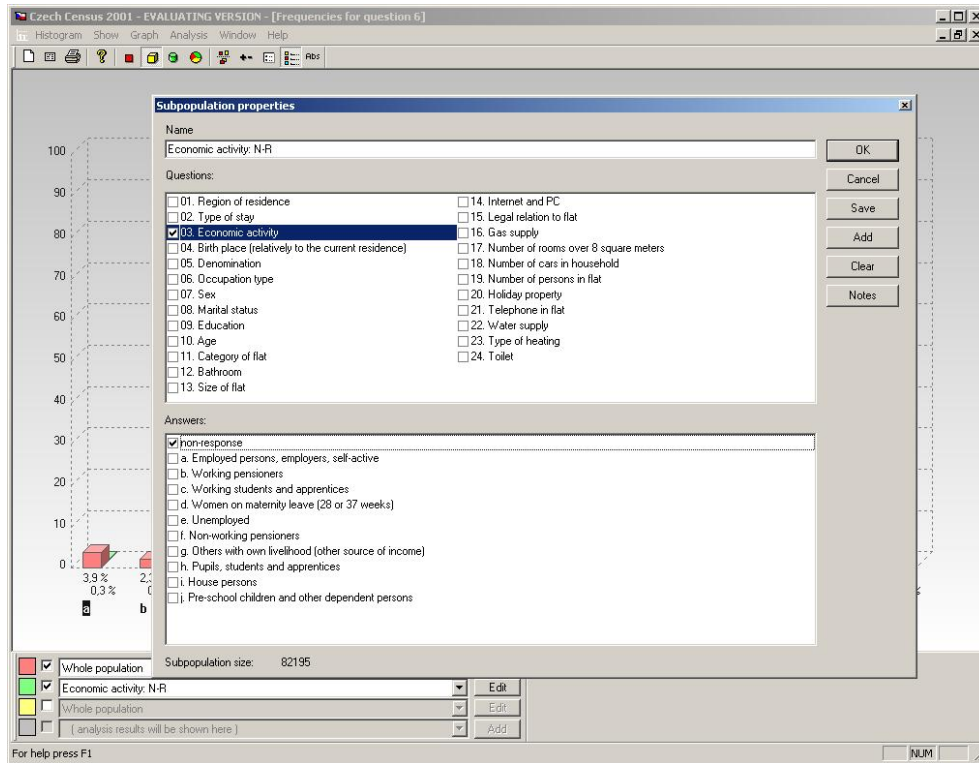 Czech Census 2001 - EVALUATING VERSION - [Frequencies for question 6]
Histogram Show Graph Analysis Window Help
Abs
Subpopulation properties
Name
Economic activity: N-R
OK
Questions:
Cancel
01. Region of residence
02. Type of stay
03. Economic activity
04. Birth place (relatively to the current residence)
05. Denomination
06. Occupation type
07. Sex
08. Marital status
09. Education
10. Age
11. Category of flat
12. Bathroom
13. Size of flat
14. Internet and PC
15. Legal relation to flat
16. Gas supply
17. Number of rooms over 8 square meters
18. Number of cars in household
19. Number of persons in flat
20. Holiday property
21. Telephone in flat
22. Water supply
23. Type of heating
24. Toilet
Save
Add
Clear
Notes
Answers:
non-response
a. Employed persons, employers, self-active
b. Working pensioners
c. Working students and apprentices
d. Women on maternity leave (28 or 37 weeks)
e. Unemployed
f. Non-working pensioners
g. Others with own livelihood (other source of income)
h. Pupils, students and apprentices
i. House persons
j. Pre-school children and other dependent persons
Subpopulation size: 82195
100
90
80
70
60
50
40
30
20
10
0
3,9 %
0,3 %
a
b
Whole population
Economic activity: N-R Edit
Whole population Edit
( analysis results will be shown here ) Add
For help press F1
NUM